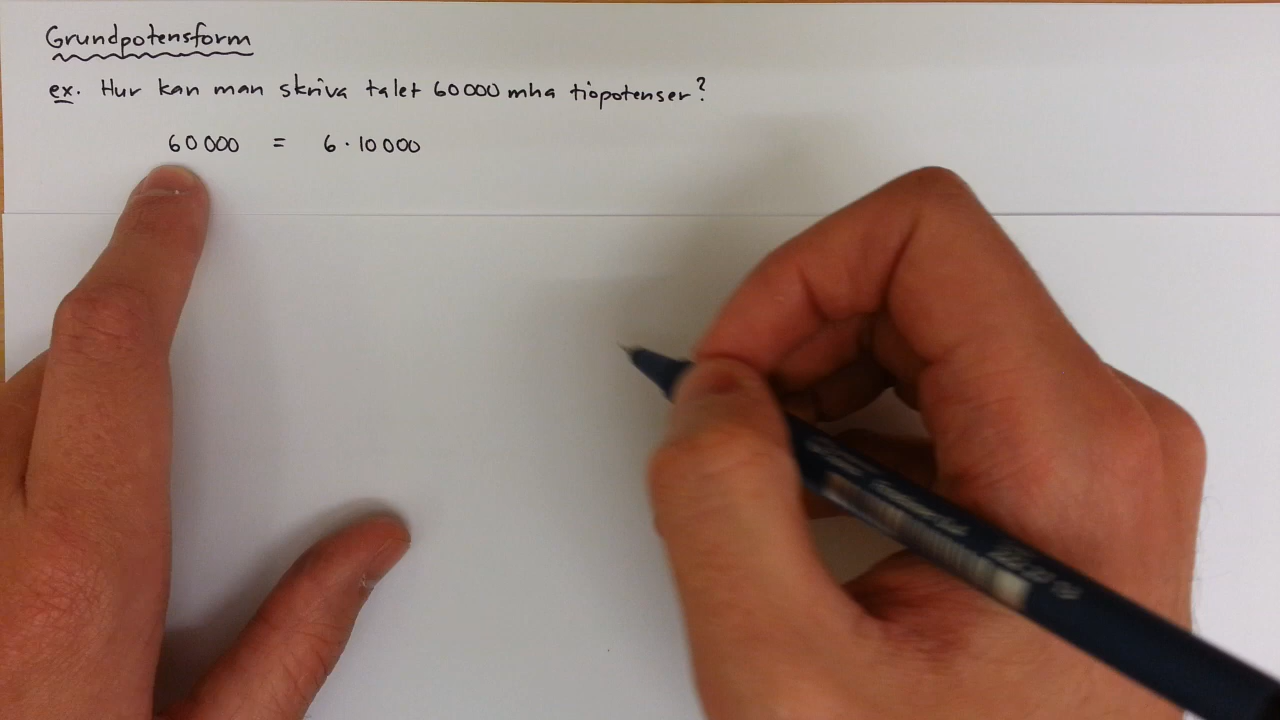 Grundpotensform
ex. Hur kan man skriva talet 60 000 mha tiopotenser?
60 000 = 6 · 10 000